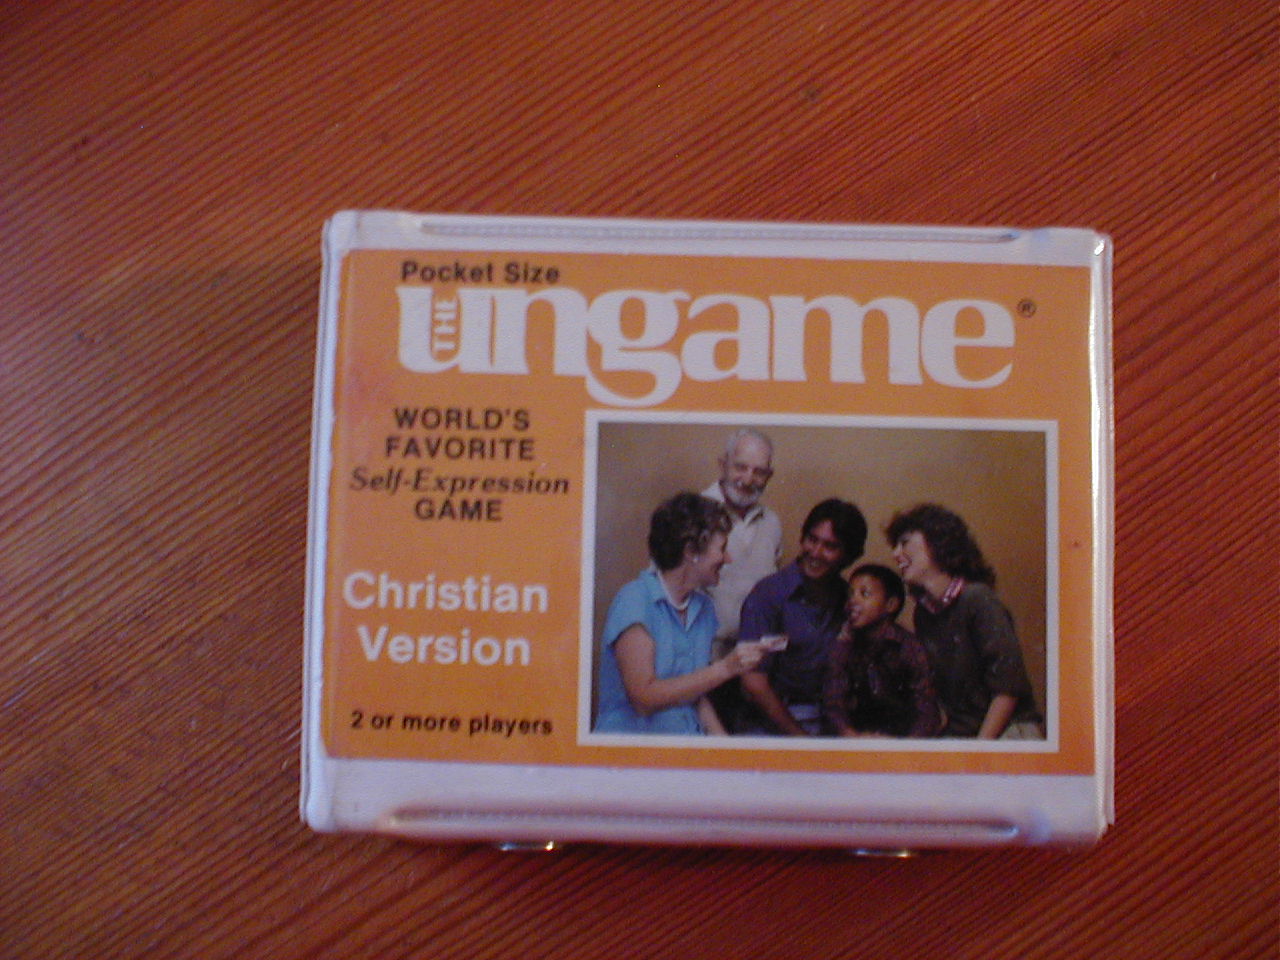 Pocket Size
THE ungame®
WORLD'S
FAVORITE
Self-Expression
GAME
Christian
Version
2 or more players